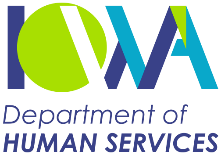 IOWA
Department of
HUMAN SERVICES